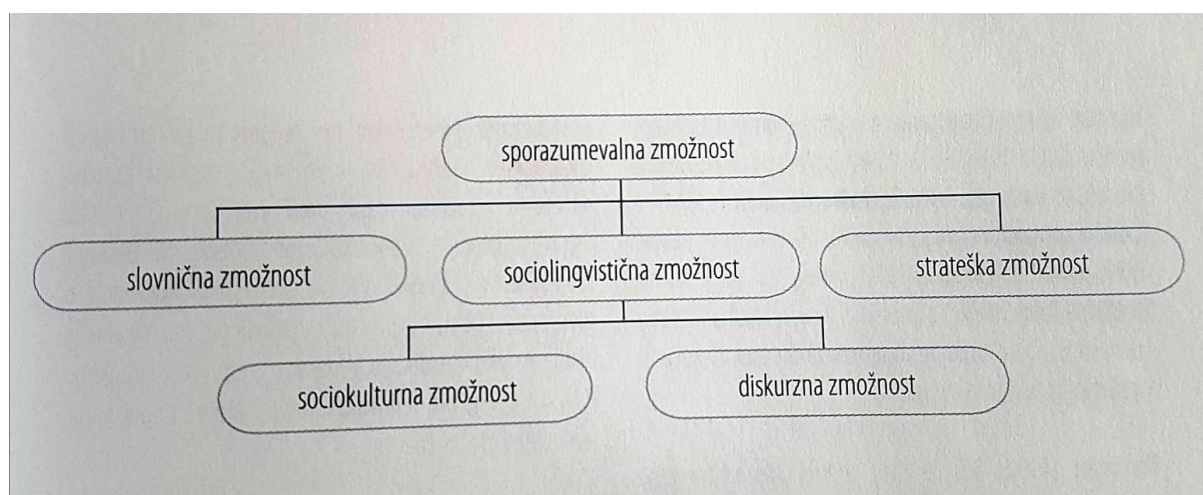 sporazumevalna zmožnost
slovnična zmožnost
sociolingvistična zmožnost
strateška zmožnost
sociokulturna zmožnost
diskurzna zmožnost